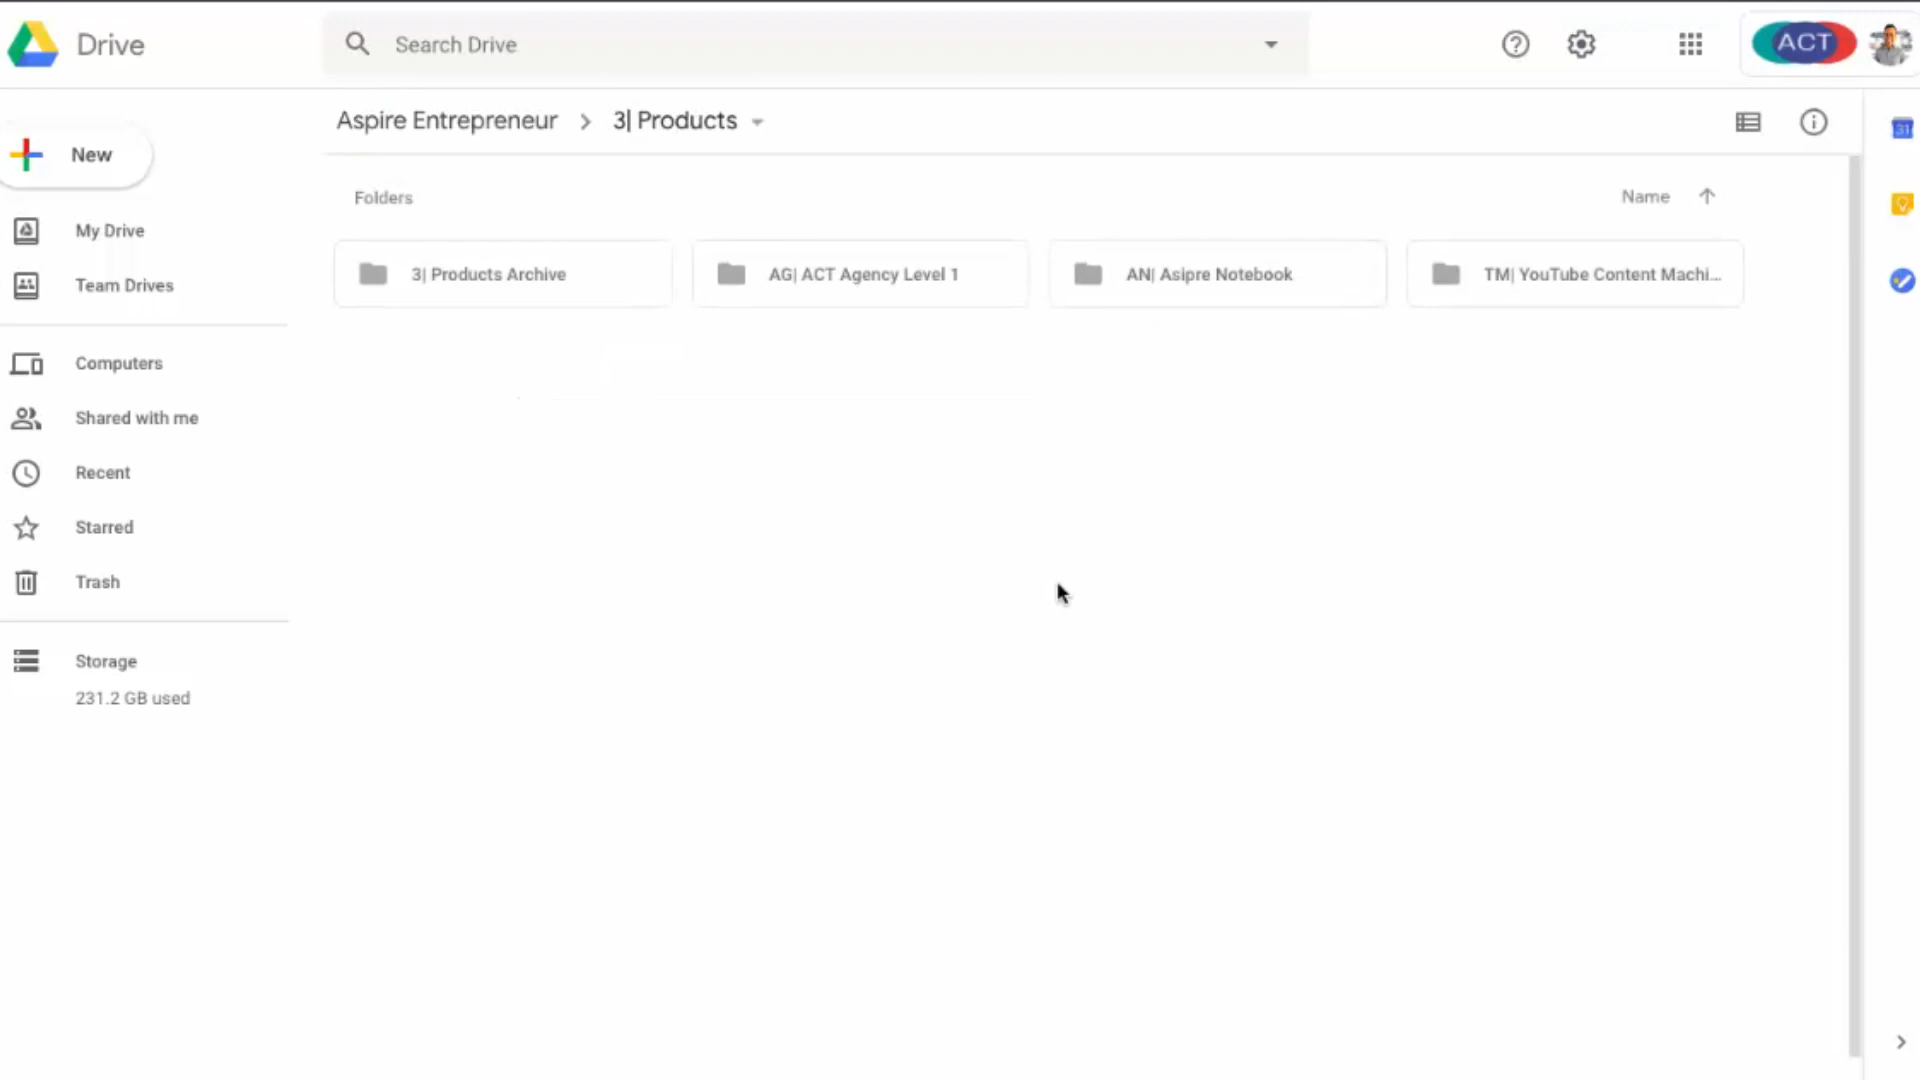 Drive
Search Drive
ACT
Aspire Entrepreneur > 3| Products
New
Folders
Name
My Drive
Team Drives
3| Products Archive
AG| ACT Agency Level 1
AN| Asipre Notebook
TM| YouTube Content Machi...
Computers
Shared with me
Recent
Starred
Trash
Storage
231.2 GB used
31